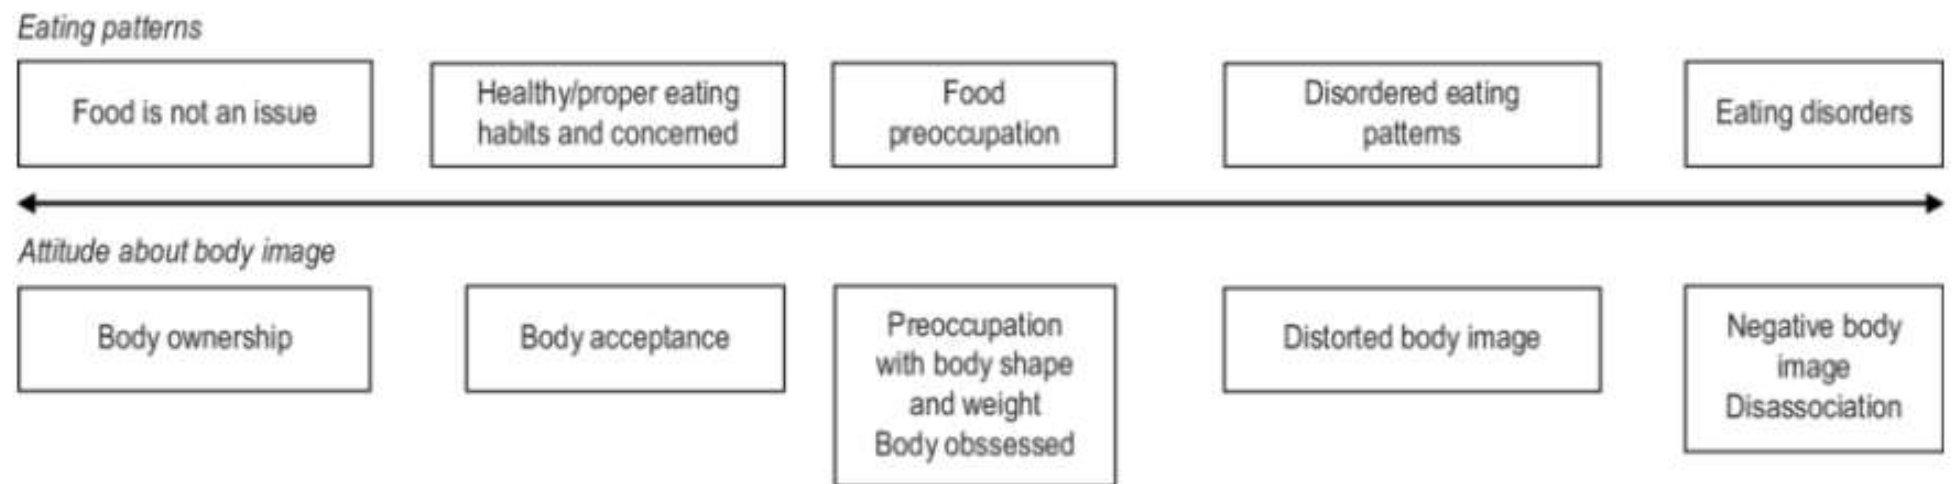 Eating patterns
Food is not an issue
Healthy/proper eating
habits and concerned
Food
preoccupation
Disordered eating
patterns
Eating disorders
Attitude about body image
Body ownership
Body acceptance
Preoccupation
with body shape
and weight
Body obssessed
Distorted body image
Negative body
image
Disassociation